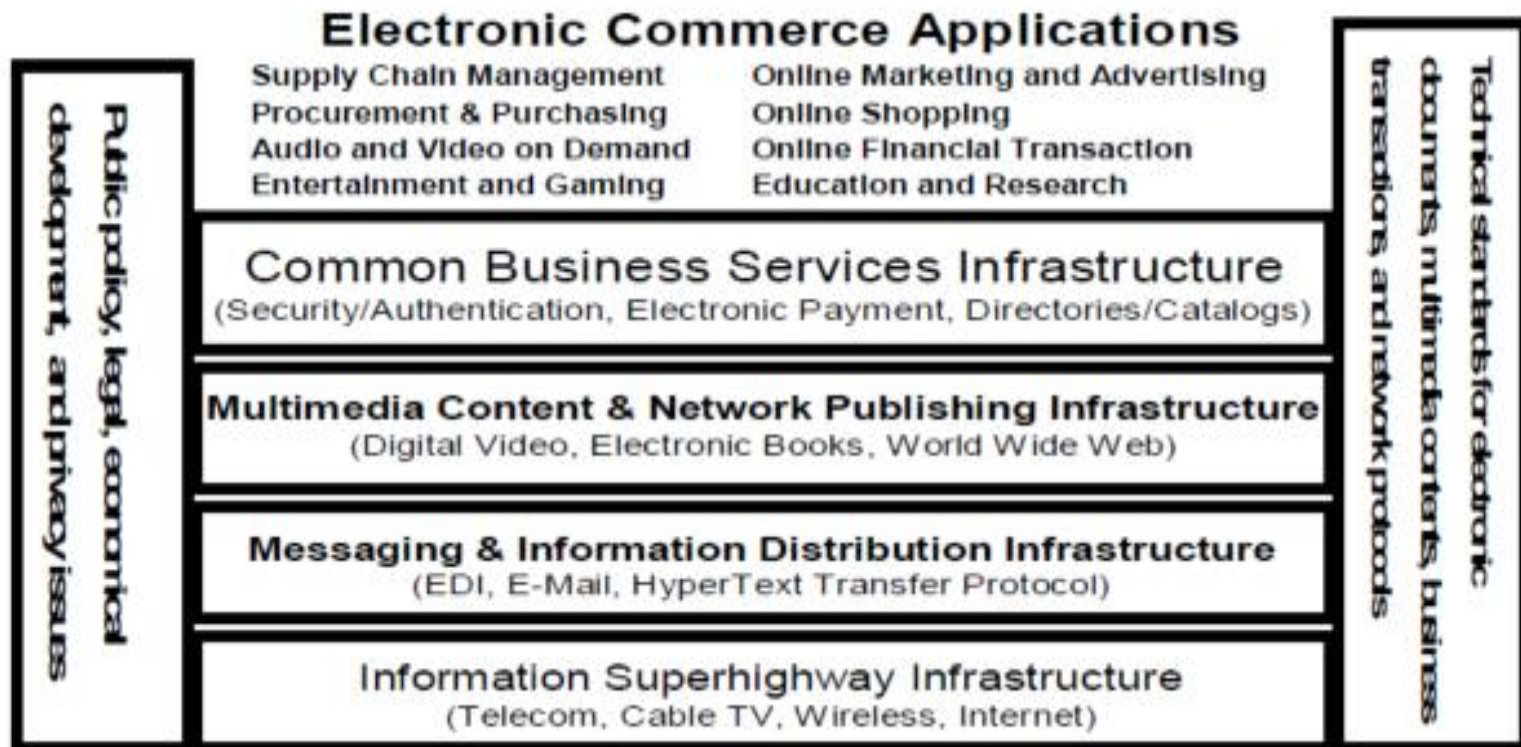 Electronic Commerce Applications
Supply Chain Management
Procurement & Purchasing
Audio and Video on Demand
Entertainment and Gaming
Online Marketing and Advertising
Online Shopping
Online Financial Transaction
Education and Research
Public policy, legal, economical
development, and privacy issues
Common Business Services Infrastructure
(Security/Authentication, Electronic Payment, Directories/Catalogs)
Multimedia Content & Network Publishing Infrastructure
(Digital Video, Electronic Books, World Wide Web)
Messaging & Information Distribution Infrastructure
(EDI, E-Mail, HyperText Transfer Protocol)
Information Superhighway Infrastructure
(Telecom, Cable TV, Wireless, Internet)
Technical standards for electronic
documents, multimedia contents, business
transactions, and network protocols